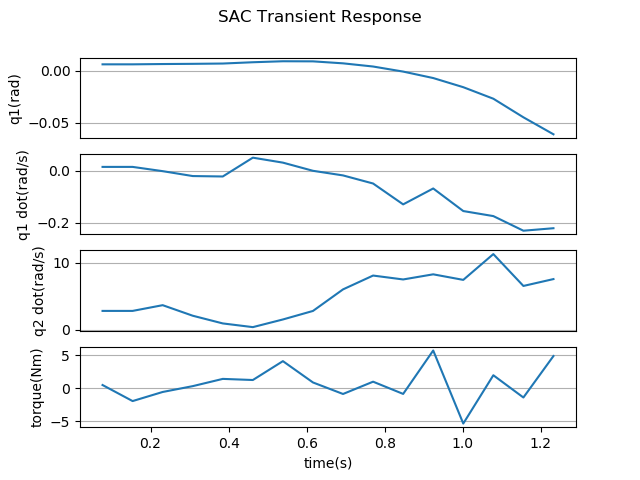 SAC Transient Response
q1(rad)
0.00
−0.05
q1 dot(rad/s)
0.0
−0.2
q2 dot(rad/s)
10
0
torque(Nm)
5
0
−5
0.2 0.4 0.6 0.8 1.0 1.2
time(s)